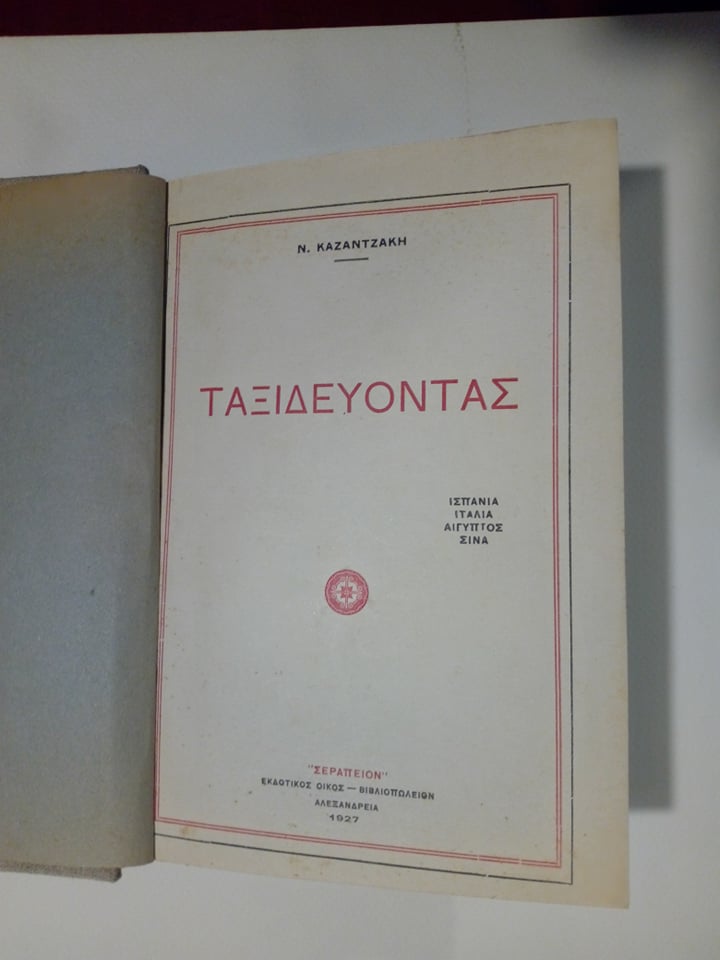 Ν. ΚΑΖΑΝΤΖΑΚΗ
ΤΑΞΙΔΕΥΟΝΤΑΣ
ΙΣΠΑΝΙΑ
ΙΤΑΛΙΑ
ΑΙΓΥΠΤΟΣ
ΣΙΝΑ
"ΣΕΡΑΠΕΙΟΝ"
ΕΚΔΟΤΙΚΟΣ ΟΙΚΟΣ — ΒΙΒΛΙΟΠΩΛΕΙΟΝ
ΑΛΕΞΑΝΔΡΕΙΑ
1927